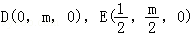 D(0, m, 0), E(1/2, m/2, 0)